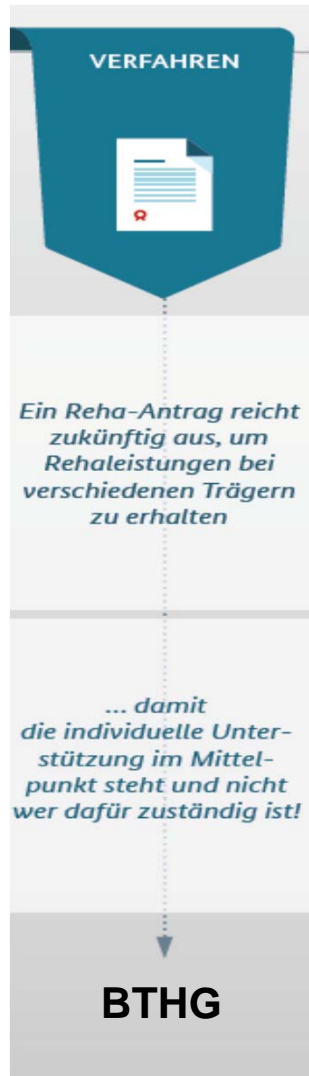 VERFAHREN
Ein Reha-Antrag reicht
zukünftig aus, um
Rehaleistungen bei
verschiedenen Trägern
zu erhalten
... damit
die individuelle Unter-
stützung im Mittel-
punkt steht und nicht
wer dafür zuständig ist!
BTHG